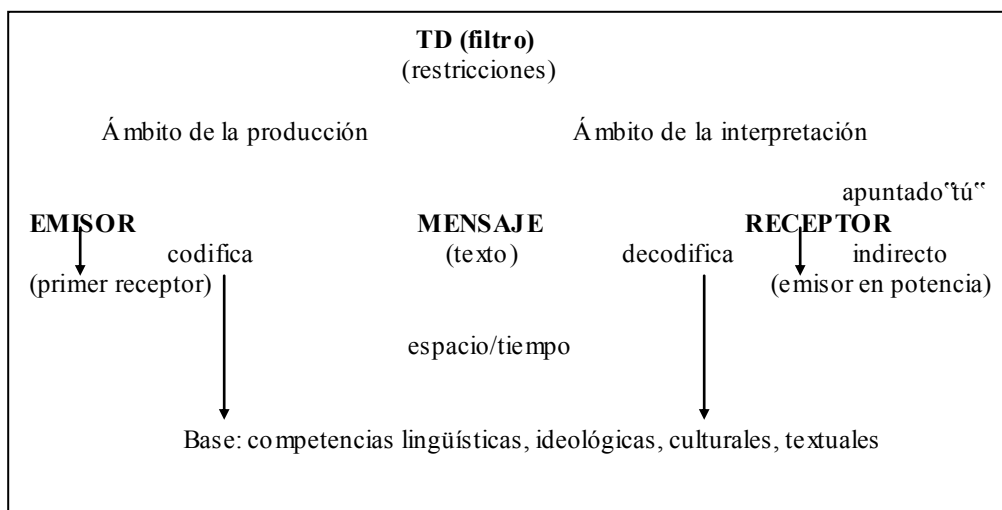 TD (filtro)
(restricciones)
Ámbito de la producción Ámbito de la interpretación
apuntado“tú“
EMISOR MENSAJE RECEPTOR
codifica (texto) decodifica indirecto
(primer receptor) (emisor en potencia)
espacio/tiempo
Base: competencias lingüísticas, ideológicas, culturales, textuales